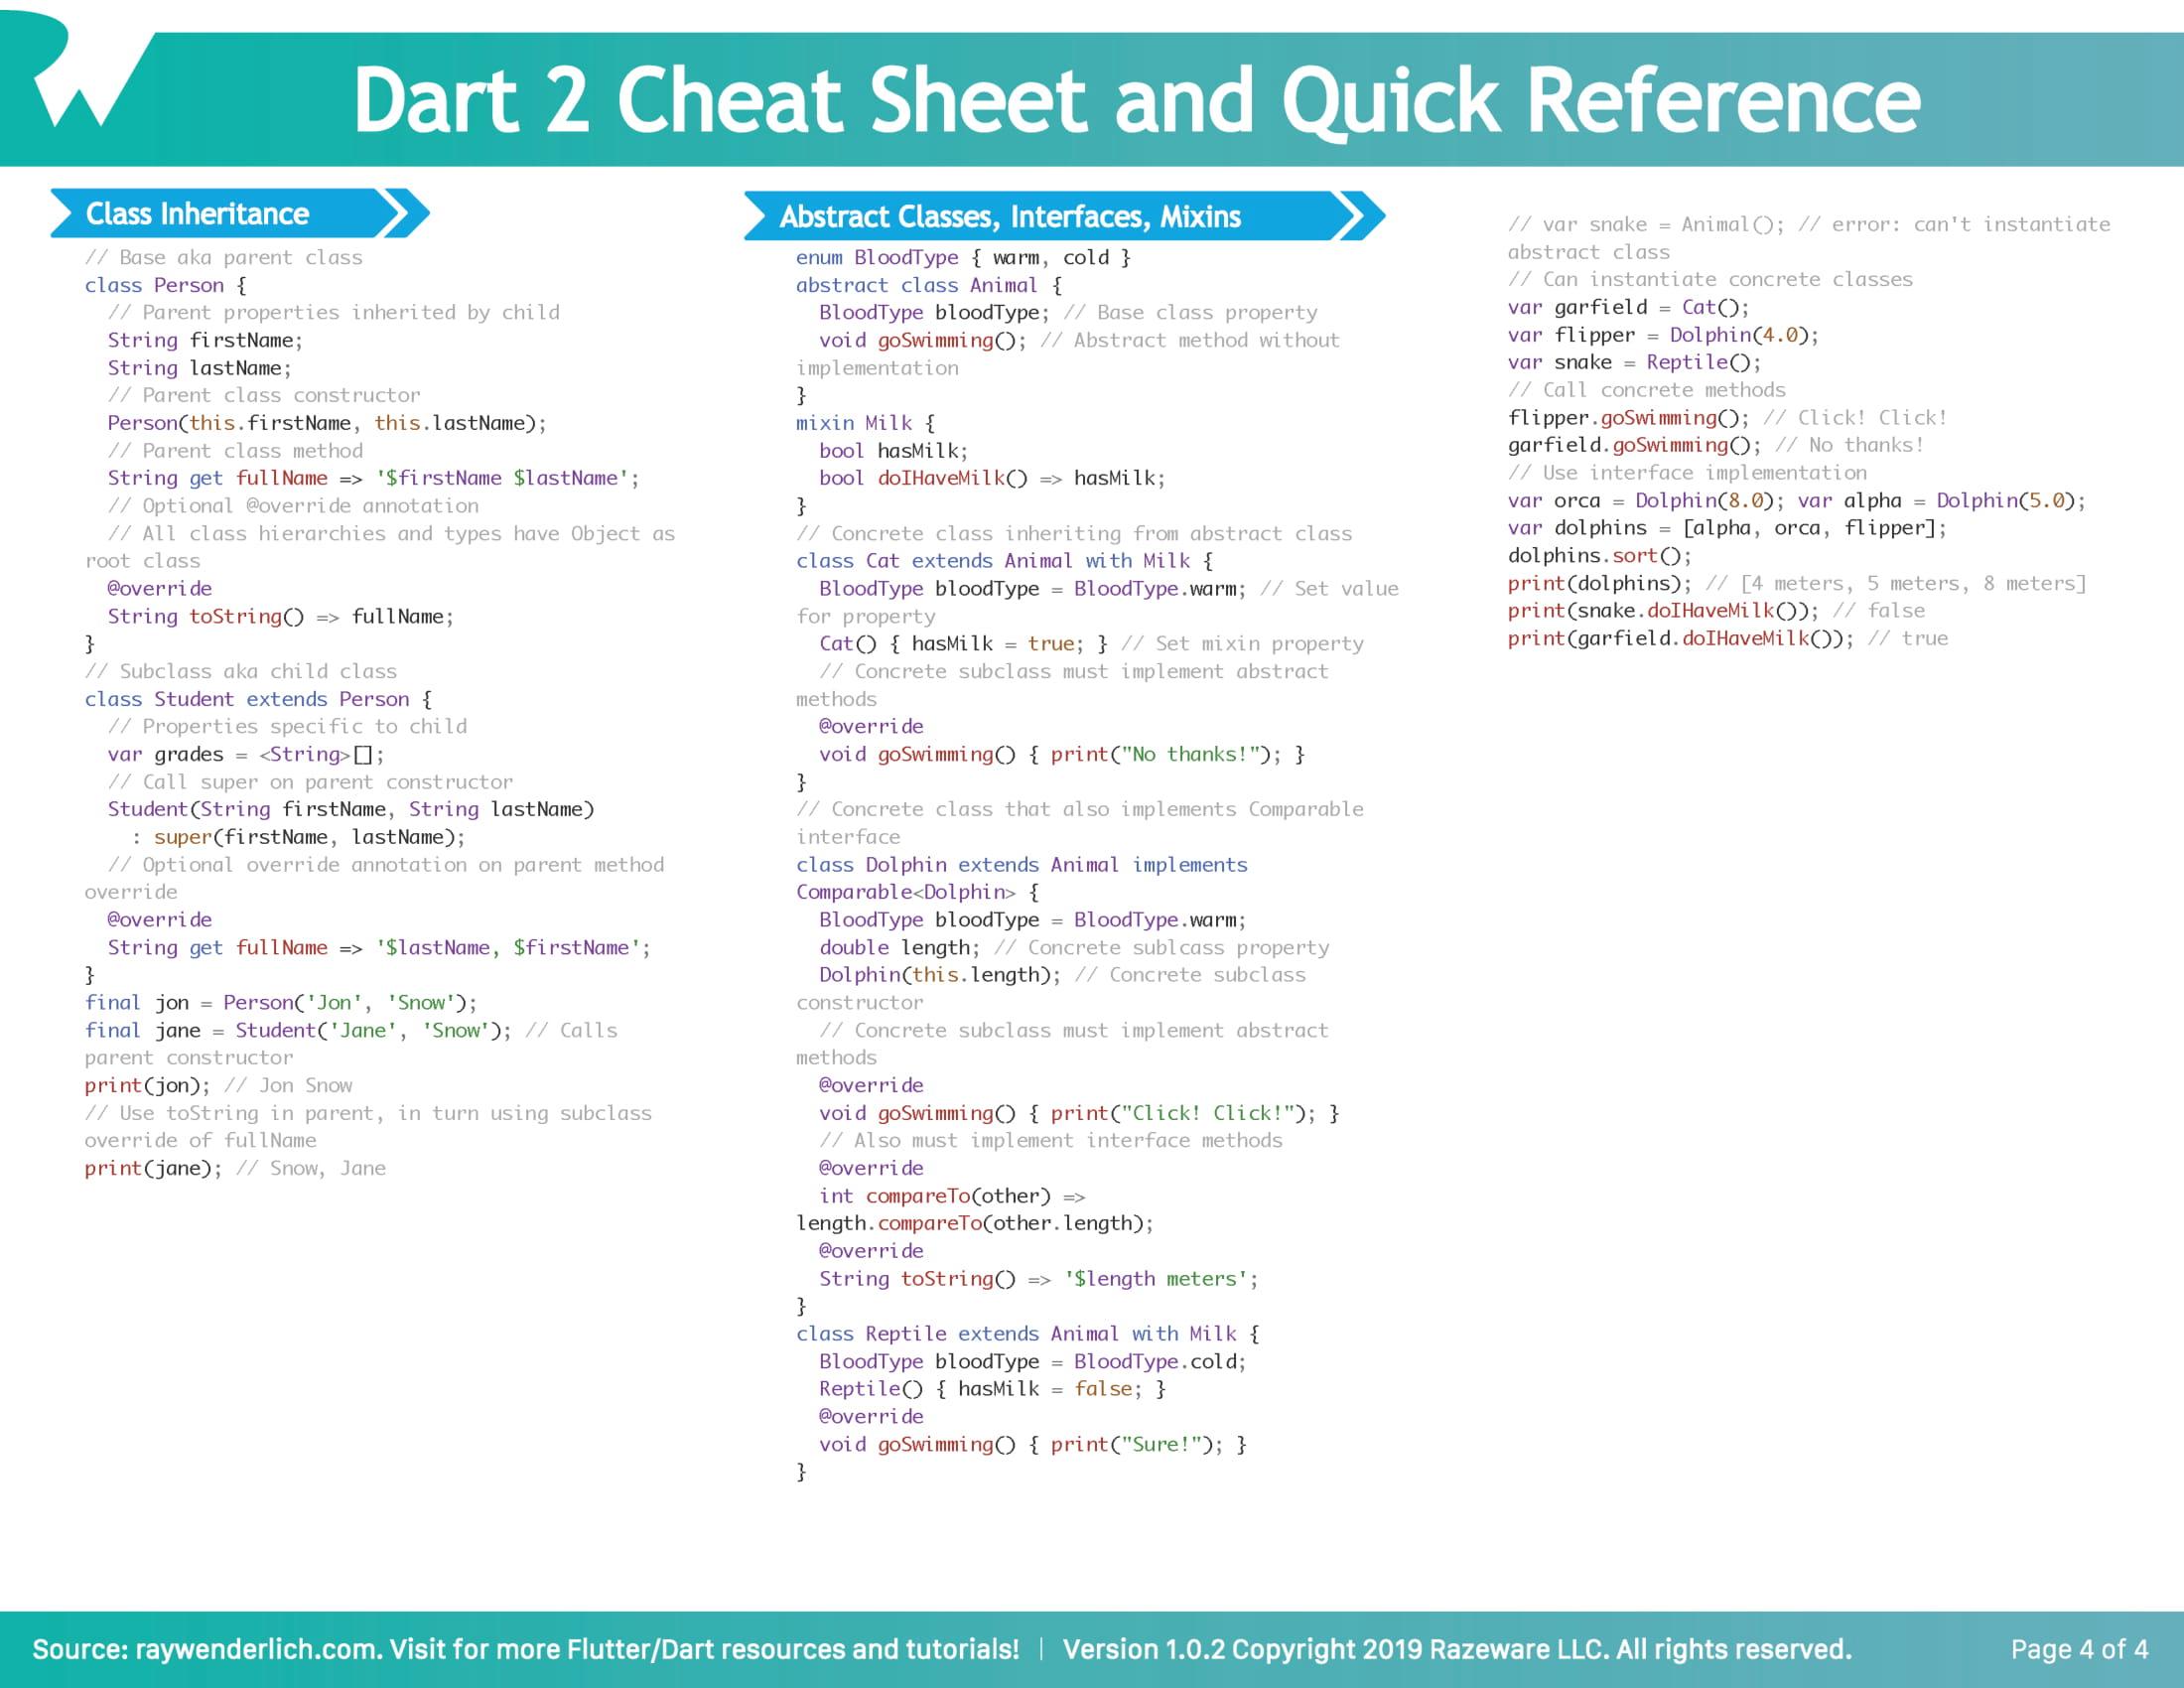 Dart 2 Cheat Sheet and Quick Reference
Class Inheritance
// Base aka parent class
class Person {
  // Parent properties inherited by child
  String firstName;
  String lastName;
  // Parent class constructor
  Person(this.firstName, this.lastName);
  // Parent class method
  String get fullName => '$firstName $lastName';
  // Optional @override annotation
  // All class hierarchies and types have Object as
root class
  @override
  String toString() => fullName;
}
// Subclass aka child class
class Student extends Person {
  // Properties specific to child
  var grades = <String>[];
  // Call super on parent constructor
  Student(String firstName, String lastName)
    : super(firstName, lastName);
  // Optional override annotation on parent method
override
  @override
  String get fullName => '$lastName, $firstName';
}
final jon = Person('Jon', 'Snow');
final jane = Student('Jane', 'Snow'); // Calls
parent constructor
print(jon); // Jon Snow
// Use toString in parent, in turn using subclass
override of fullName
print(jane); // Snow, Jane
Abstract Classes, Interfaces, Mixins
enum BloodType { warm, cold }
abstract class Animal {
  BloodType bloodType; // Base class property
  void goSwimming(); // Abstract method without
implementation
}
mixin Milk {
  bool hasMilk;
  bool doIHaveMilk() => hasMilk;
}
// Concrete class inheriting from abstract class
class Cat extends Animal with Milk {
  BloodType bloodType = BloodType.warm; // Set value
for property
  Cat() { hasMilk = true; } // Set mixin property
  // Concrete subclass must implement abstract
methods
  @override
  void goSwimming() { print("No thanks!"); }
}
// Concrete class that also implements Comparable
interface
class Dolphin extends Animal implements
Comparable<Dolphin> {
  BloodType bloodType = BloodType.warm;
  double length; // Concrete sublcass property
  Dolphin(this.length); // Concrete subclass
constructor
  // Concrete subclass must implement abstract
methods
  @override
  void goSwimming() { print("Click! Click!"); }
  // Also must implement interface methods
  @override
  int compareTo(other) =>
length.compareTo(other.length);
  @override
  String toString() => '$length meters';
}
class Reptile extends Animal with Milk {
  BloodType bloodType = BloodType.cold;
  Reptile() { hasMilk = false; }
  @override
  void goSwimming() { print("Sure!"); }
}
// var snake = Animal(); // error: can't instantiate
abstract class
// Can instantiate concrete classes
var garfield = Cat();
var flipper = Dolphin(4.0);
var snake = Reptile();
// Call concrete methods
flipper.goSwimming(); // Click! Click!
garfield.goSwimming(); // No thanks!
// Use interface implementation
var orca = Dolphin(8.0); var alpha = Dolphin(5.0);
var dolphins = [alpha, orca, flipper];
dolphins.sort();
print(dolphins); // [4 meters, 5 meters, 8 meters]
print(snake.doIHaveMilk()); // false
print(garfield.doIHaveMilk()); // true
Source: raywenderlich.com. Visit for more Flutter/Dart resources and tutorials! | Version 1.0.2 Copyright 2019 Razeware LLC. All rights reserved. Page 4 of 4